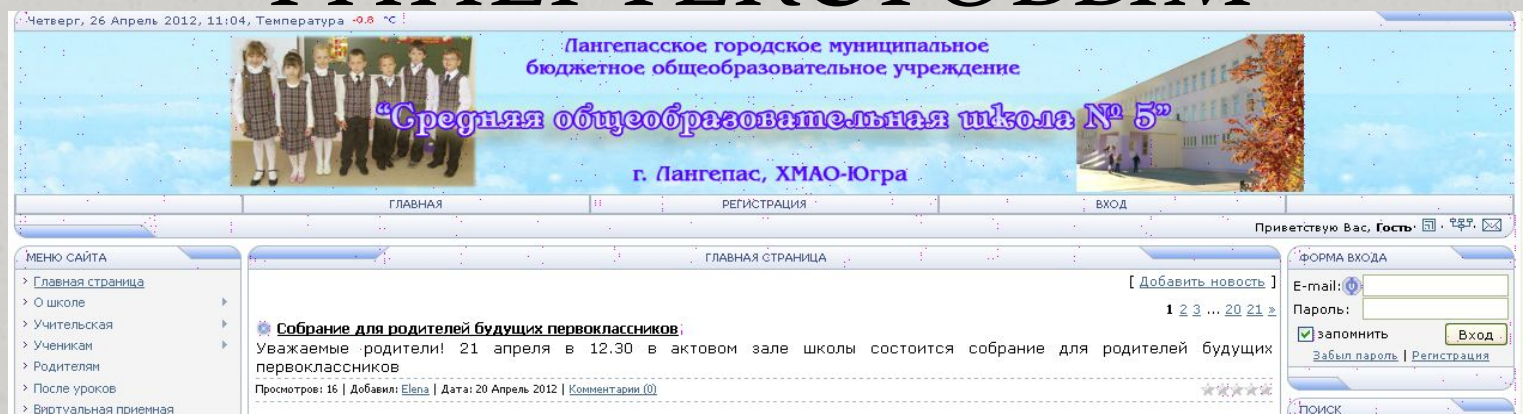 ГИПЕРТЕКСТОВЫМ
Четверг, 26 Апрель 2012, 11:04, Температура -0.8 °C
Лангепасское городское муниципальное
бюджетное общеобразовательное учреждение
“Средняя общеобразовательная школа № 5”
г. Лангепас, ХМАО-Югра
ГЛАВНАЯ РЕГИСТРАЦИЯ ВХОД
Приветствую Вас, Гость
МЕНЮ САЙТА
Главная страница
О школе
Учительская
Ученикам
Родителям
После уроков
Виртуальная приемная
ГЛАВНАЯ СТРАНИЦА
[ Добавить новость ]
1 2 3 ... 20 21 »
Собрание для родителей будущих первоклассников
Уважаемые родители! 21 апреля в 12.30 в актовом зале школы состоится собрание для родителей будущих
первоклассников
Просмотров: 16 | Добавил: Elena | Дата: 20 Апрель 2012 | Комментарии (0)
ФОРМА ВХОДА
E-mail:
Пароль:
запомнить Вход
Забыл пароль | Регистрация
ПОИСК